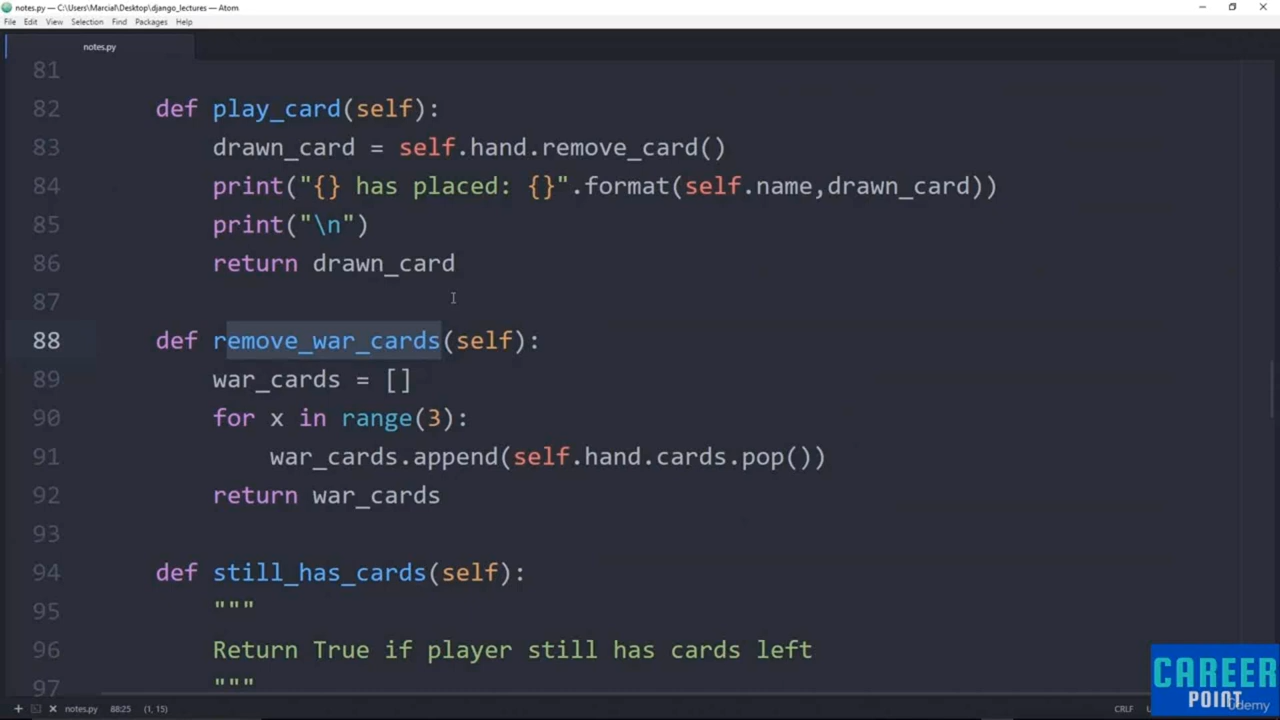 notes.py — C:\Users\Marcial\Desktop\django_lectures — Atom
File Edit View Selection Find Packages Help
notes.py
81
82 def play_card(self):
83 drawn_card = self.hand.remove_card()
84 print("{} has placed: {}".format(self.name,drawn_card))
85 print("\n")
86 return drawn_card
87
88 def remove_war_cards(self):
89 war_cards = []
90 for x in range(3):
91 war_cards.append(self.hand.cards.pop())
92 return war_cards
93
94 def still_has_cards(self):
95 """
96 Return True if player still has cards left
97 """
CAREER
POINT
Udemy
notes.py 88:25 (1, 15) CRLF